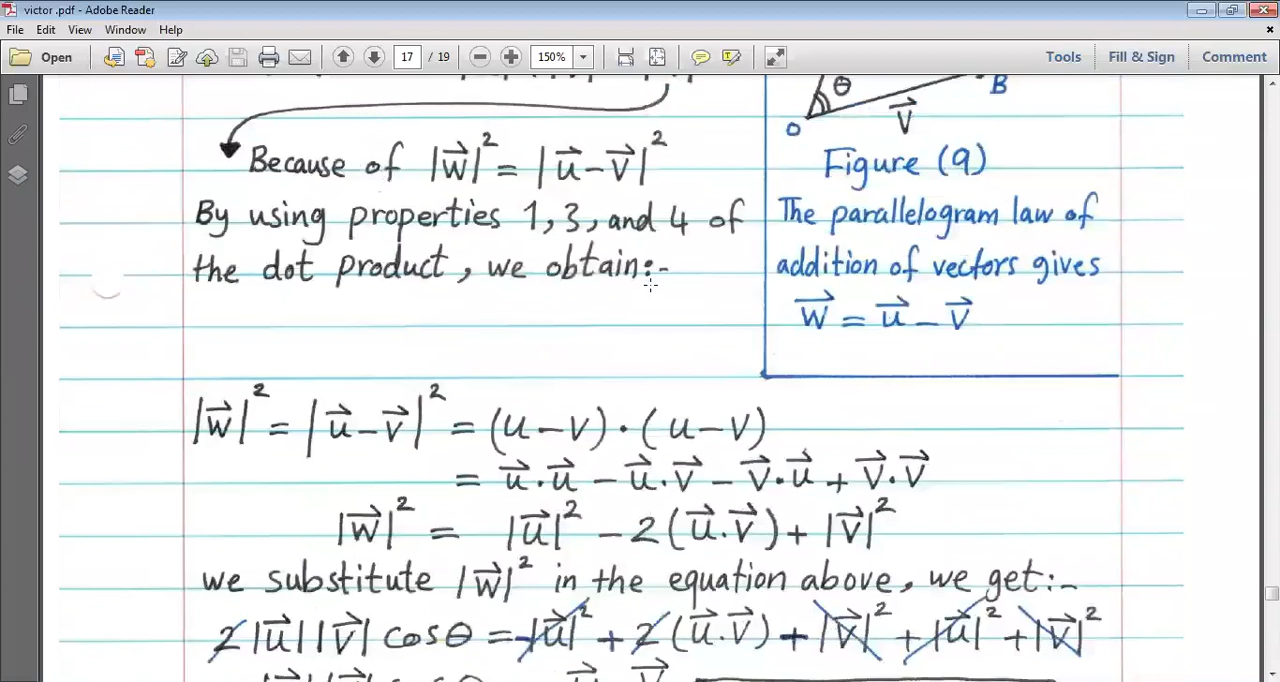 victor .pdf - Adobe Reader
File Edit View Window Help
Open 17 / 19 150% Tools Fill & Sign Comment
θ
B
O
v⃗
Because of |w⃗|² = |u⃗ - v⃗|²
Figure (9)
By using properties 1, 3, and 4 of
the dot product, we obtain:-
The parallelogram law of
addition of vectors gives
w⃗ = u⃗ - v⃗
|w⃗|² = |u⃗ - v⃗|² = (u - v) · (u - v)
= u⃗ · u⃗ - u⃗ · v⃗ - v⃗ · u⃗ + v⃗ · v⃗
|w⃗|² = |u⃗|² - 2(u⃗ · v⃗) + |v⃗|²
we substitute |w⃗|² in the equation above, we get:-
2|u⃗||v⃗| cosθ = -|u⃗|² + 2(u⃗ · v⃗) + |v⃗|² + |u⃗|² + |v⃗|²